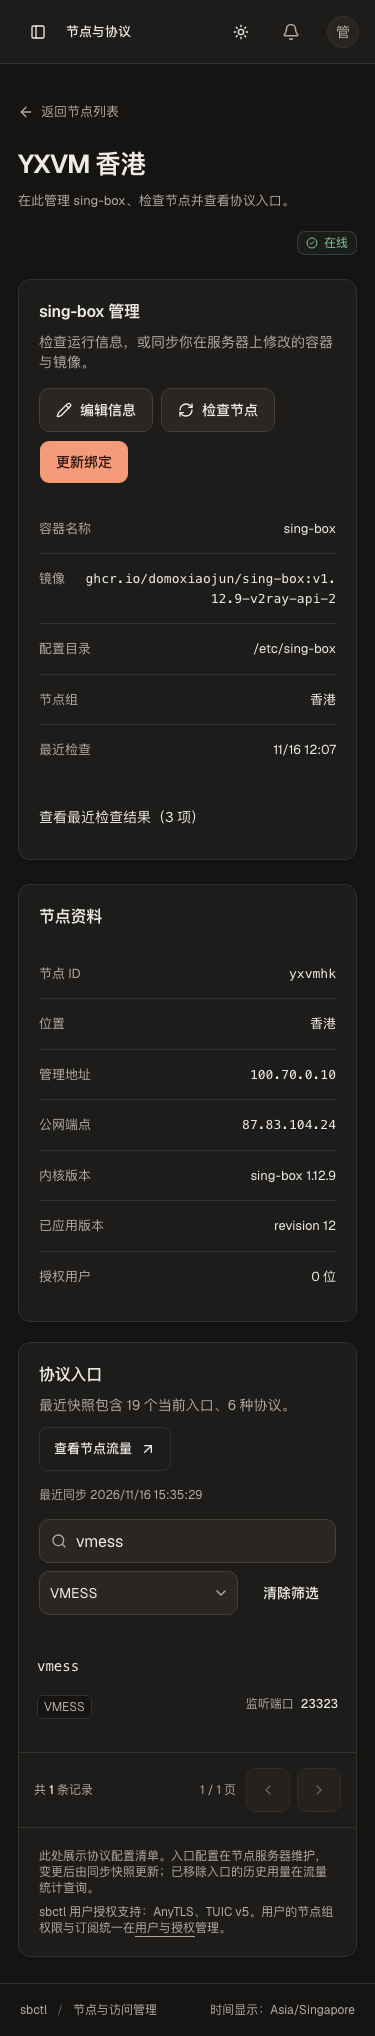 节点与协议
管
返回节点列表
YXVM 香港
在此管理 sing-box、检查节点并查看协议入口。
在线
sing-box 管理
检查运行信息，或同步你在服务器上修改的容器
与镜像。
编辑信息
检查节点
更新绑定
容器名称 sing-box
镜像 ghcr.io/domoxiaojun/sing-box:v1.
12.9-v2ray-api-2
配置目录 /etc/sing-box
节点组 香港
最近检查 11/16 12:07
查看最近检查结果（3 项）
节点资料
节点 ID yxvmhk
位置 香港
管理地址 100.70.0.10
公网端点 87.83.104.24
内核版本 sing-box 1.12.9
已应用版本 revision 12
授权用户 0 位
协议入口
最近快照包含 19 个当前入口、6 种协议。
查看节点流量
最近同步 2026/11/16 15:35:29
vmess
VMESS
清除筛选
vmess
VMESS 监听端口 23323
共 1 条记录 1 / 1 页
此处展示协议配置清单。入口配置在节点服务器维护，
变更后由同步快照更新；已移除入口的历史用量在流量
统计查询。
sbctl 用户授权支持：AnyTLS、TUIC v5。用户的节点组
权限与订阅统一在用户与授权管理。
sbctl / 节点与访问管理 时间显示：Asia/Singapore